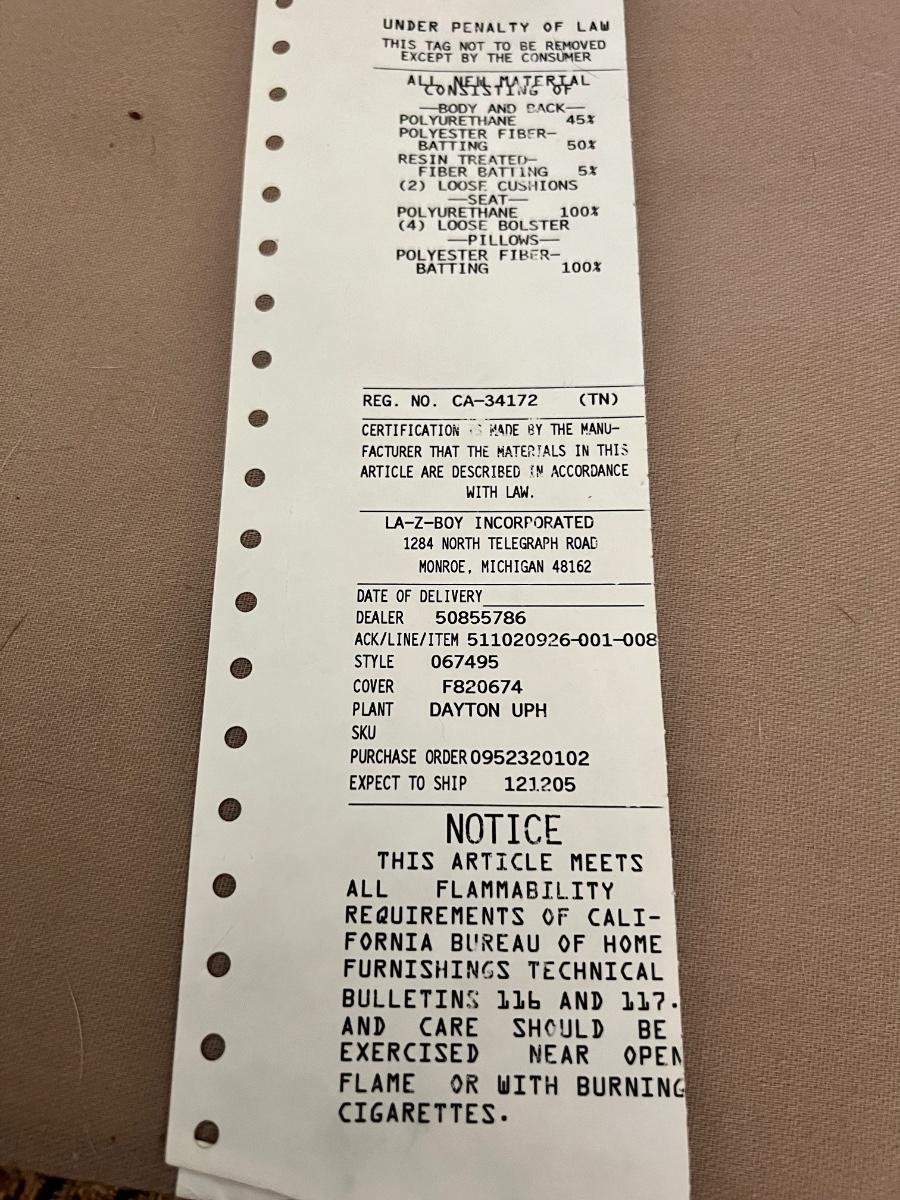 UNDER PENALTY OF LAW
THIS TAG NOT TO BE REMOVED
EXCEPT BY THE CONSUMER
ALL NEW MATERIAL
CONSISTING OF
—BODY AND BACK—
POLYURETHANE 45%
POLYESTER FIBER—
BATTING 50%
RESIN TREATED—
FIBER BATTING 5%
(2) LOOSE CUSHIONS
—SEAT—
POLYURETHANE 100%
(4) LOOSE BOLSTER
—PILLOWS—
POLYESTER FIBER—
BATTING 100%
REG. NO. CA-34172 (TN)
CERTIFICATION IS MADE BY THE MANU-
FACTURER THAT THE MATERIALS IN THIS
ARTICLE ARE DESCRIBED IN ACCORDANCE
WITH LAW.
LA-Z-BOY INCORPORATED
1284 NORTH TELEGRAPH ROAD
MONROE, MICHIGAN 48162
DATE OF DELIVERY
DEALER 50855786
ACK/LINE/ITEM 511020926-001-008
STYLE 067495
COVER F820674
PLANT DAYTON UPH
SKU
PURCHASE ORDER 0952320102
EXPECT TO SHIP 121205
NOTICE
THIS ARTICLE MEETS
ALL FLAMMABILITY
REQUIREMENTS OF CALI-
FORNIA BUREAU OF HOME
FURNISHINGS TECHNICAL
BULLETINS 116 AND 117.
AND CARE SHOULD BE
EXERCISED NEAR OPEN
FLAME OR WITH BURNING
CIGARETTES.